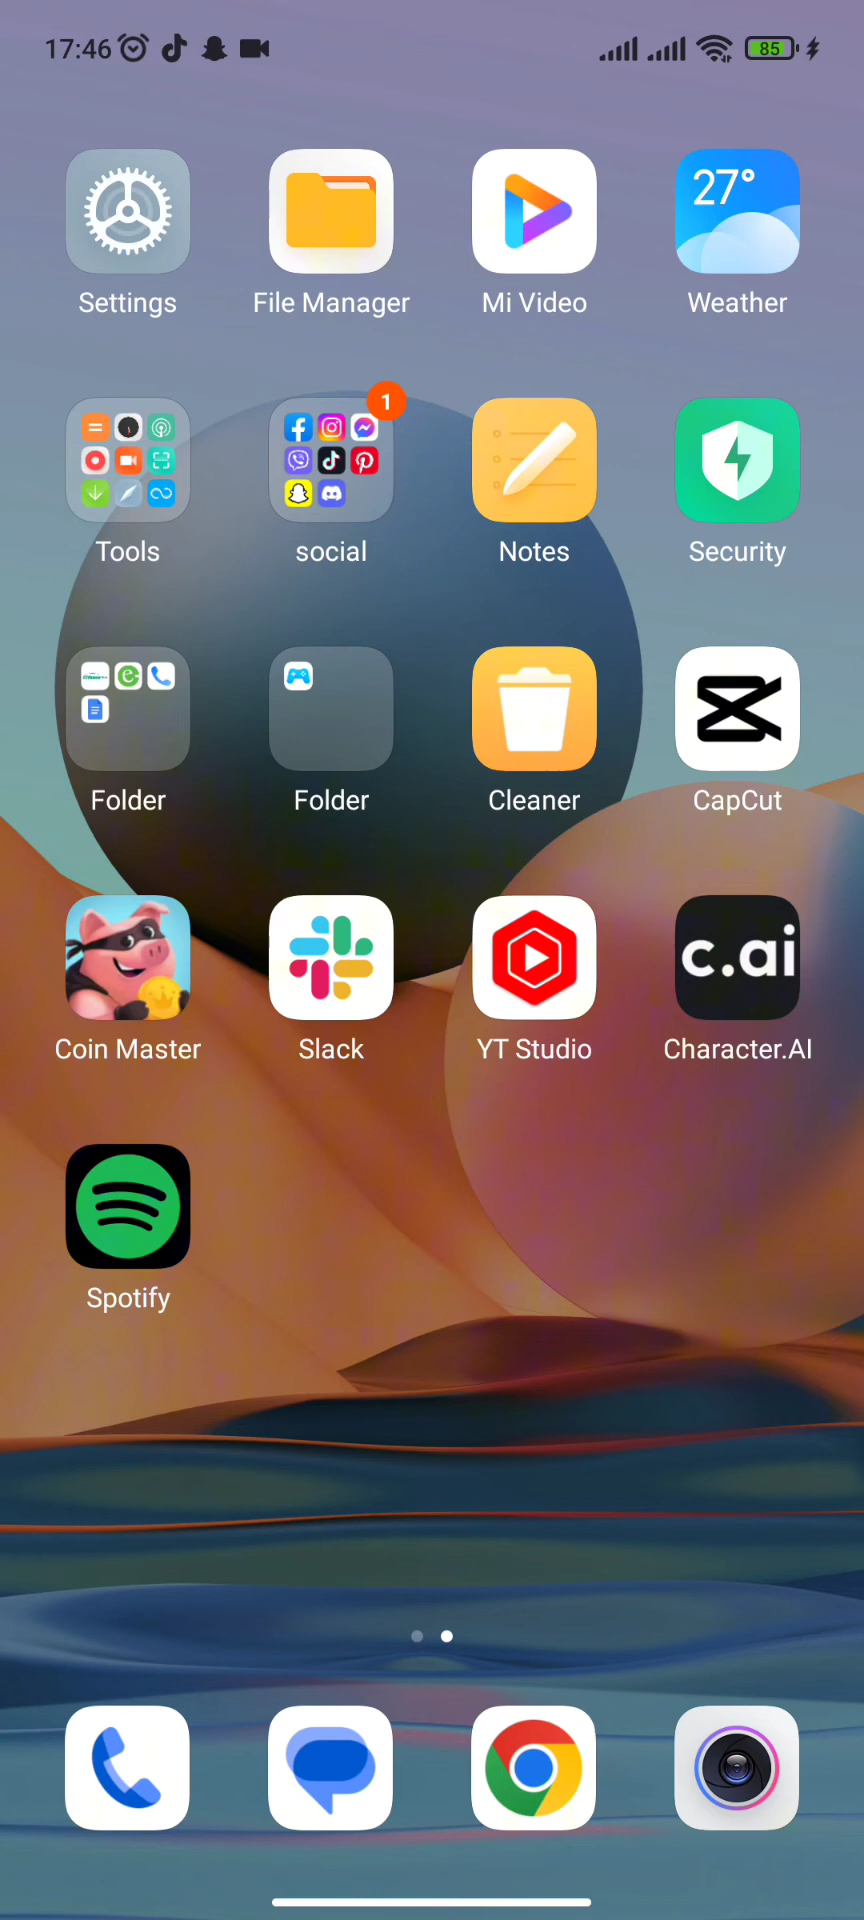 17:46 85
27°
Settings File Manager Mi Video Weather
1
Tools social Notes Security
Folder Folder Cleaner CapCut
c.ai
Coin Master Slack YT Studio Character.AI
Spotify